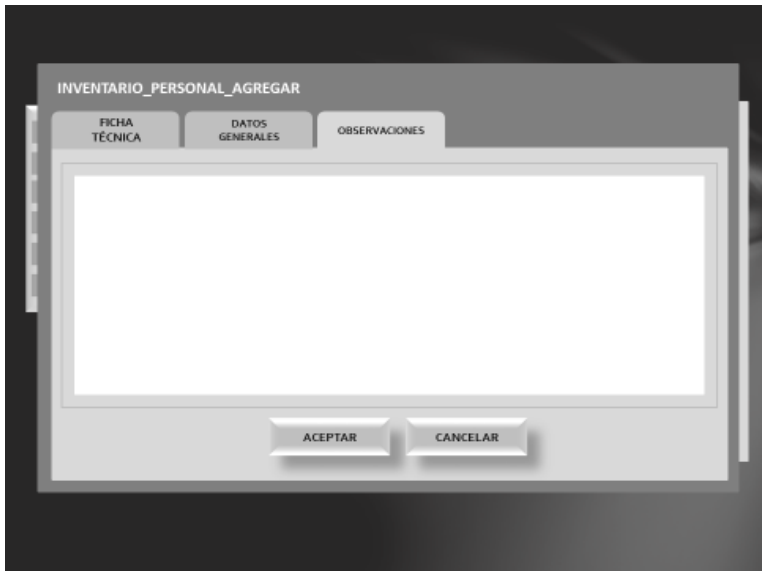 INVENTARIO_PERSONAL_AGREGAR
FICHA
TÉCNICA
DATOS
GENERALES
OBSERVACIONES
ACEPTAR
CANCELAR